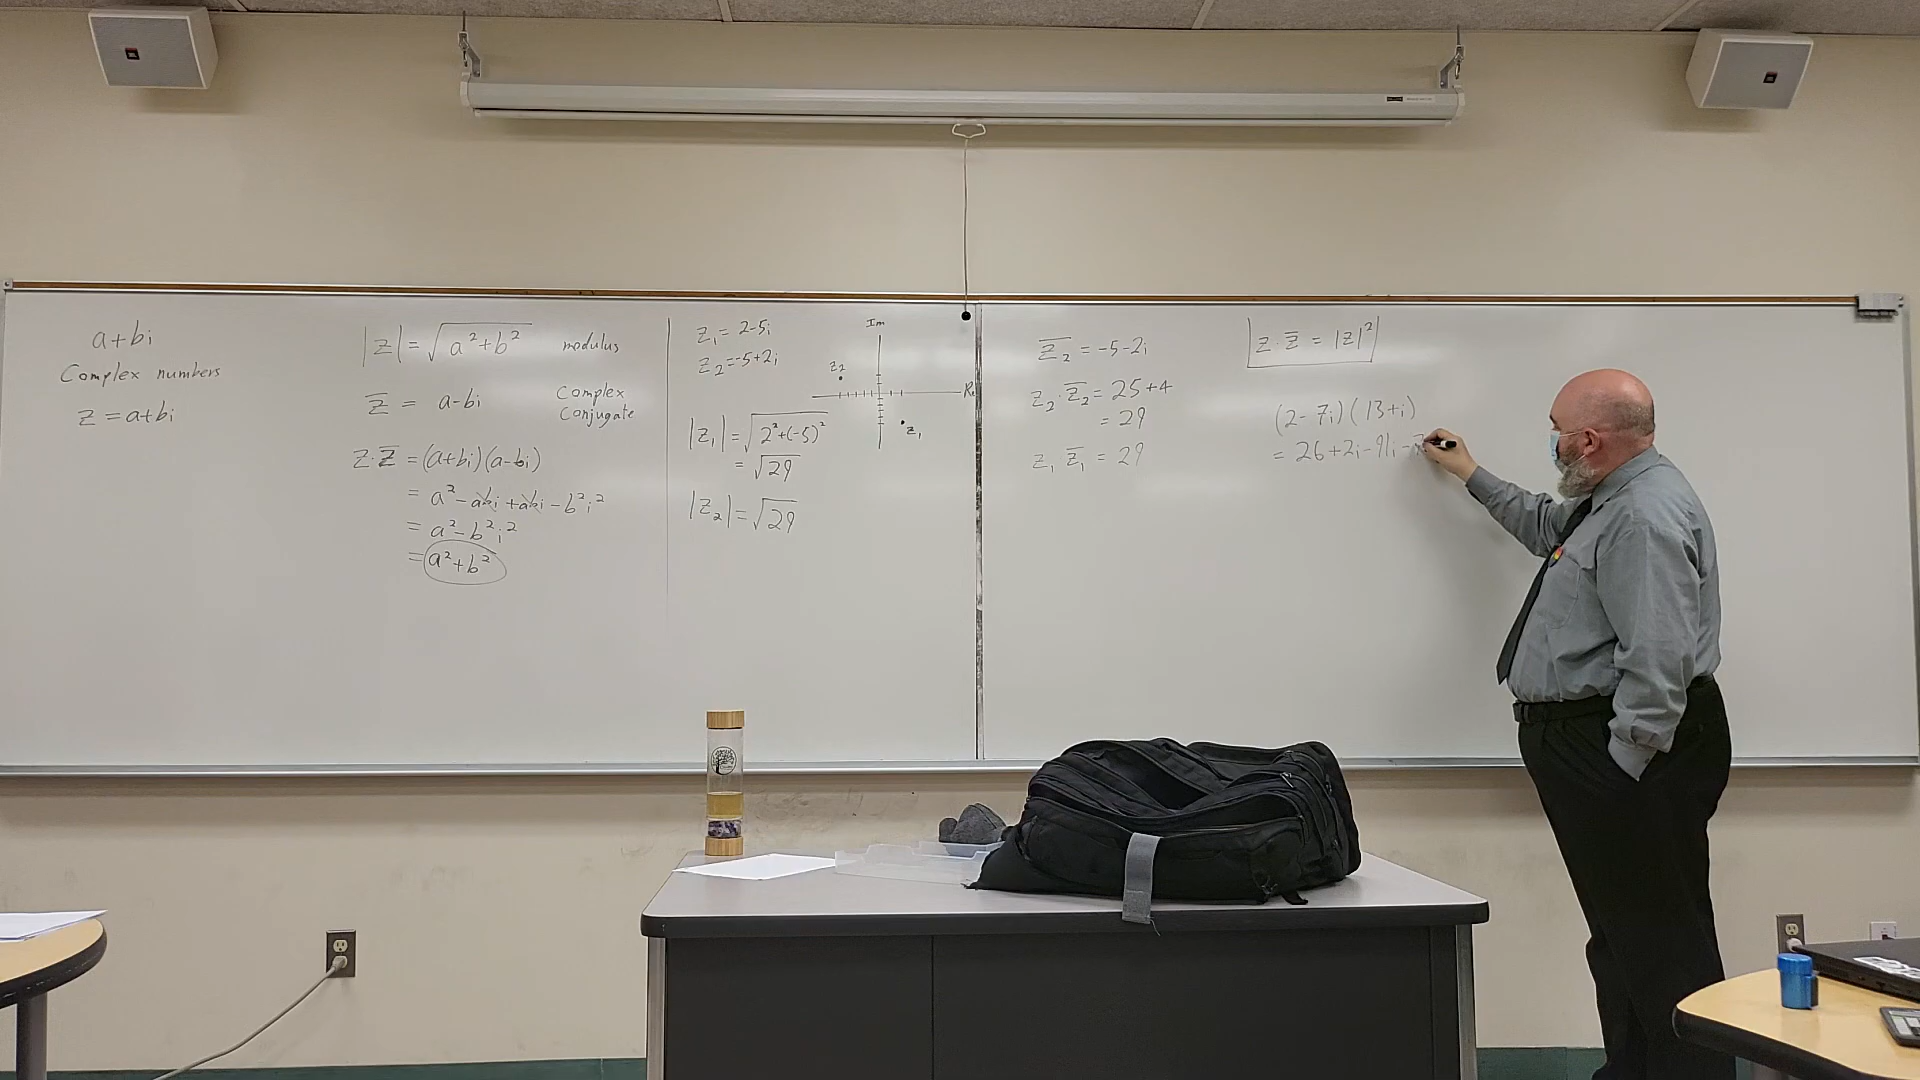 a+bi
Complex numbers
z = a+bi
|z| = √(a²+b²) modulus
z̅ = a-bi Complex Conjugate
z·z̅ = (a+bi)(a-bi)
= a² - abi + abi - b²i²
= a² - b²i²
= a²+b²
z₁ = 2-5i
z₂ = -5+2i
|z₁| = √(2²+(-5)²)
= √29
|z₂| = √29
Im
Re
z₂
z₁
z̅₂ = -5-2i
z₂·z̅₂ = 25+4
= 29
z₁ z̅₁ = 29
z·z̅ = |z|²
(2-7i)(13+i)
= 26+2i-91i-7